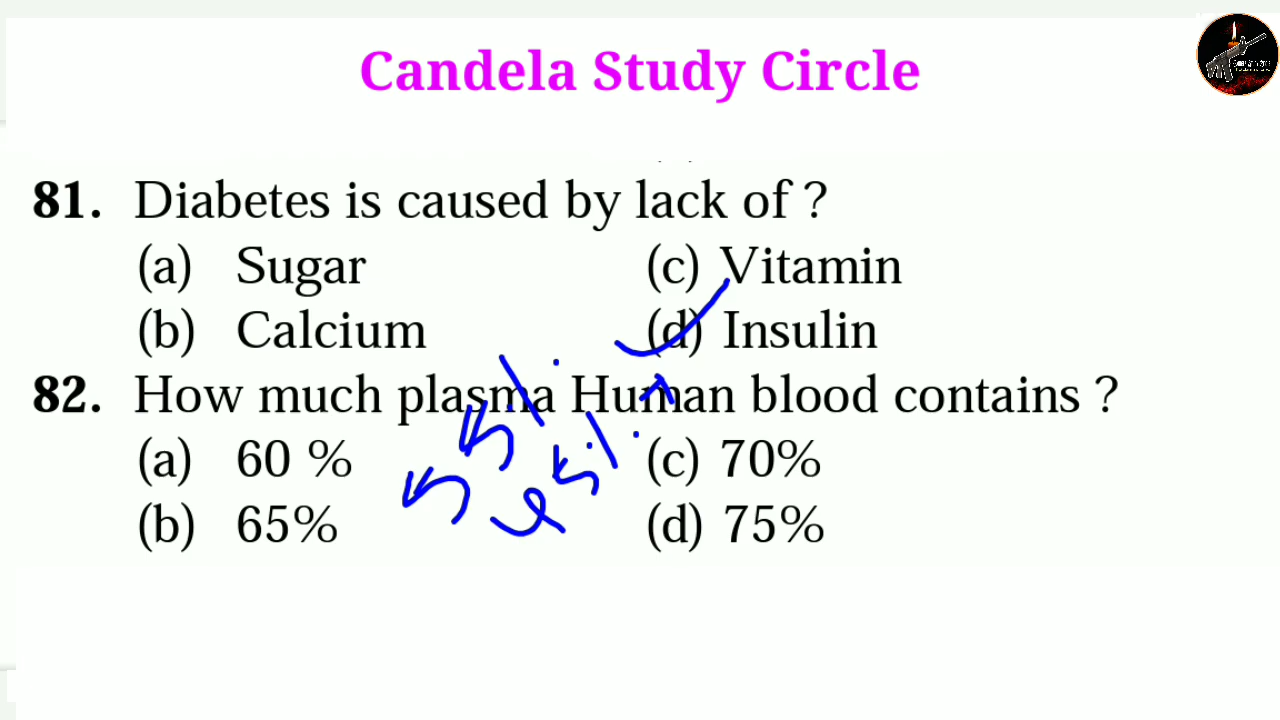 Candela Study Circle
81. Diabetes is caused by lack of ?
(a) Sugar (c) Vitamin
(b) Calcium (d) Insulin
82. How much plasma Human blood contains ?
(a) 60 % (c) 70%
(b) 65% (d) 75%
55%